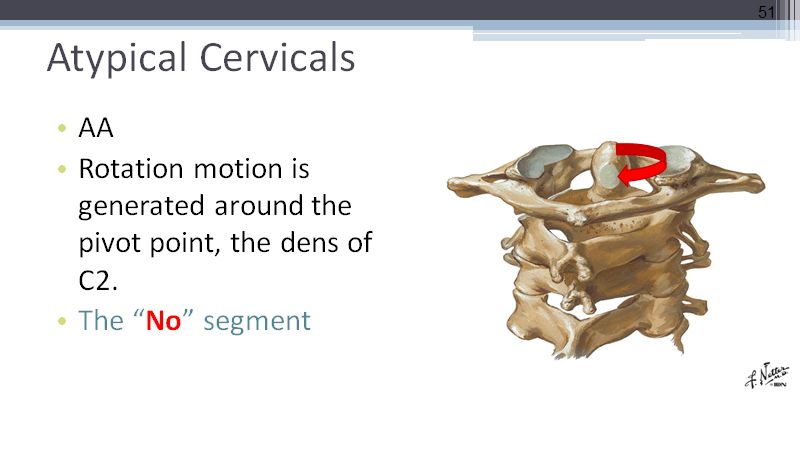 51
Atypical Cervicals
• AA
• Rotation motion is
generated around the
pivot point, the dens of
C2.
• The “No” segment
F. Netter
M.D.